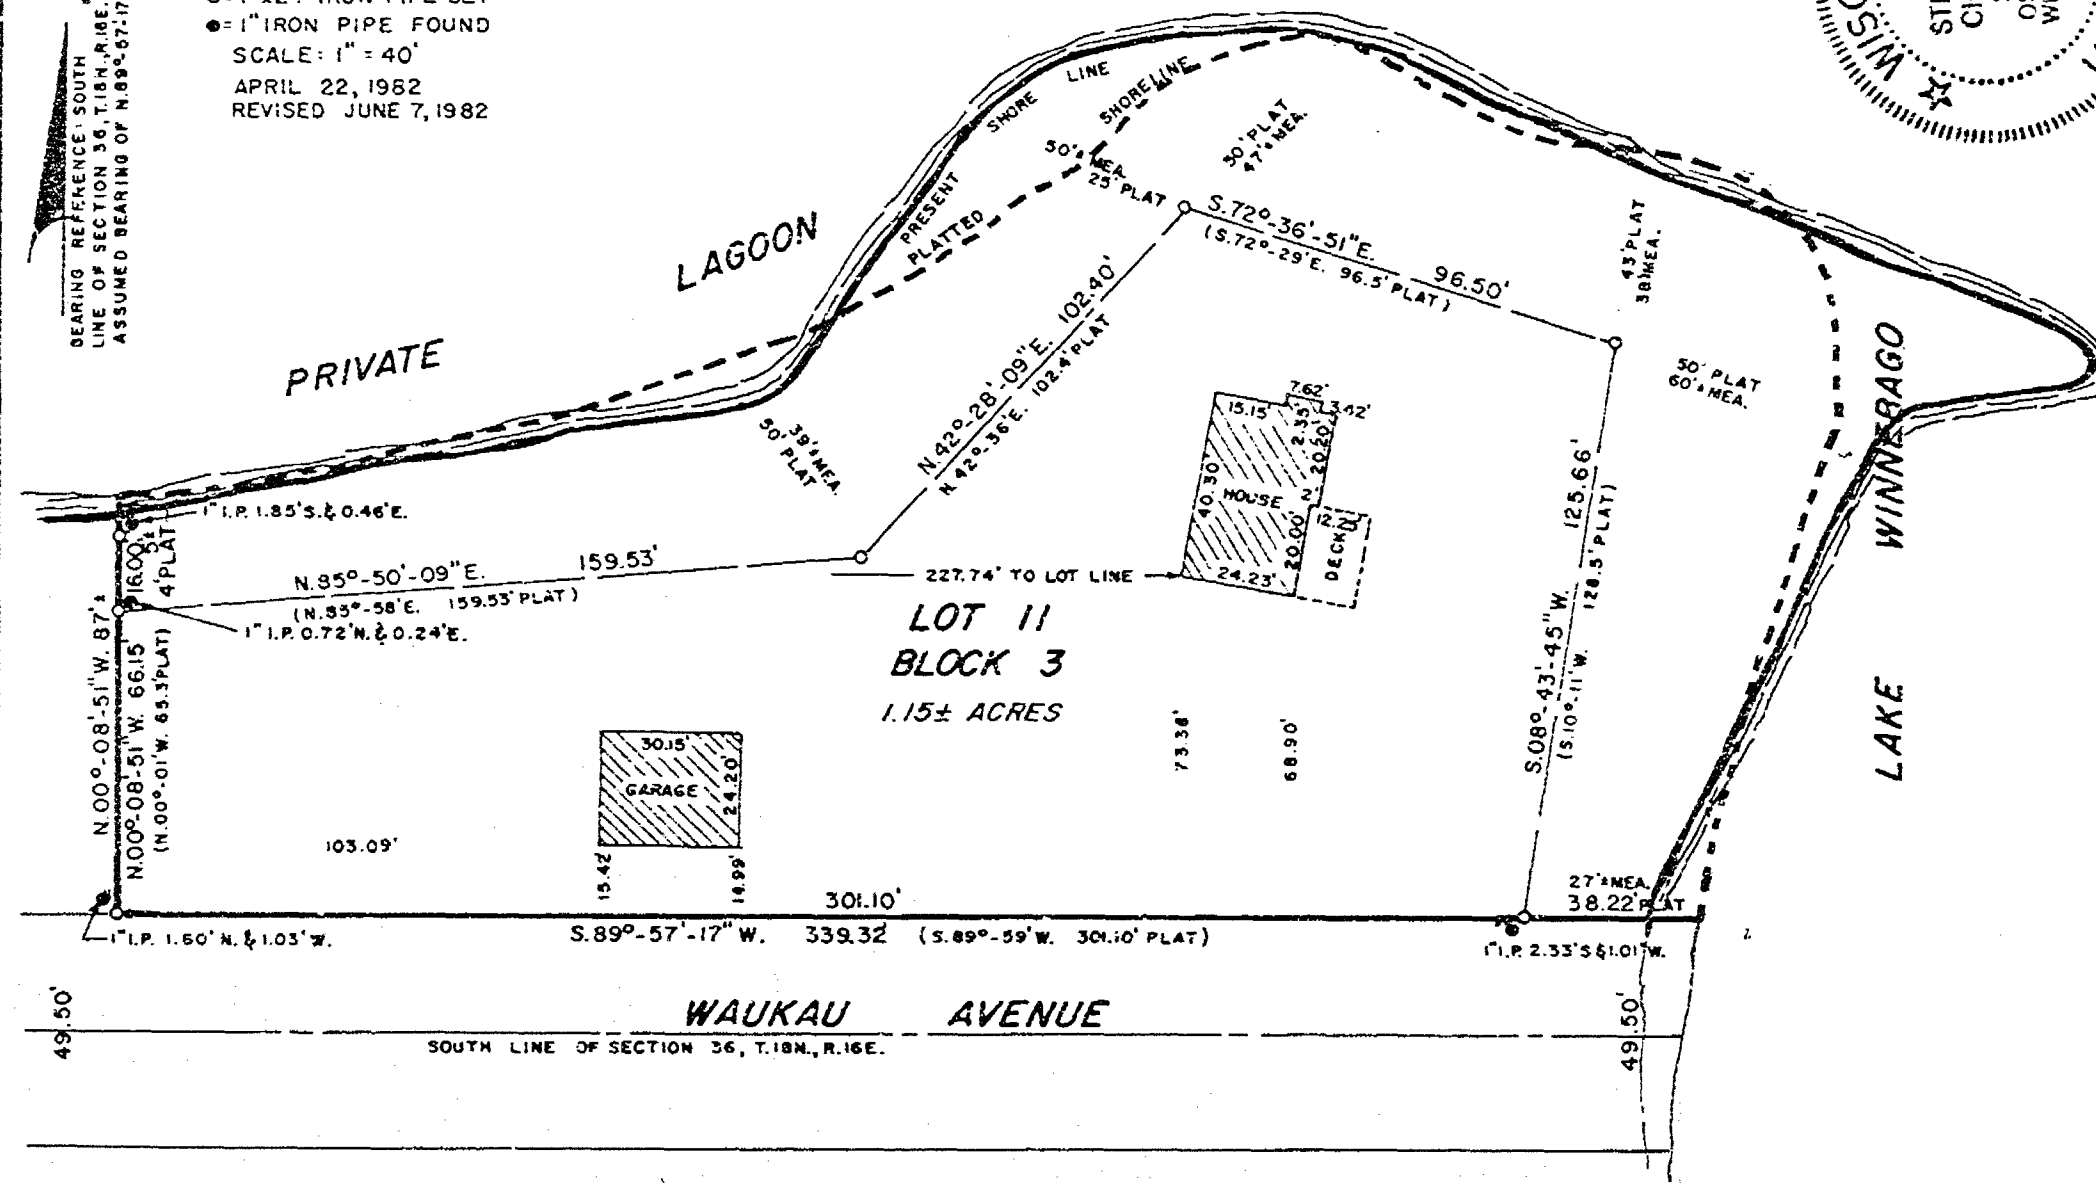 ●=1" IRON PIPE FOUND
SCALE: 1" = 40'
APRIL 22, 1982
REVISED JUNE 7, 1982
BEARING REFERENCE: SOUTH
LINE OF SECTION 36, T.18N., R.16E.
ASSUMED BEARING OF
WISCO
PRIVATE
LAGOON
PRESENT
SHORE
LINE
PLATTED
SHORELINE
50'± MEA.
25' PLAT
50' PLAT
47'± MEA.
S.72°-36'-51"E. 96.50'
(S.72°-29'E. 96.5' PLAT)
43' PLAT
38'± MEA.
50' PLAT
60'± MEA.
N.42°-28'-09"E. 102.40'
N.42°-36'E. 102.4' PLAT
39'± MEA.
50' PLAT
7.62'
15.15'
2.35'
3.42'
20.20'
40.30'
HOUSE
2'
20.00'
24.23'
DECK
S.08°-43'-45"W. 125.66'
(S.10°-11'W. 128.5' PLAT)
LAKE WINNEBAGO
1" I.P. 1.85'S.& 0.46'E.
16.00'
5'±
4' PLAT
N.85°-50'-09"E. 159.53'
(N.85°-58'E. 159.53' PLAT)
1" I.P. 0.72'N.& 0.24'E.
227.74' TO LOT LINE
LOT 11
BLOCK 3
1.15± ACRES
N.00°-08'-51"W. 87'±
N.00°-08'-51"W. 66.15'
(N.00°-01'W. 65.3' PLAT)
30.15'
GARAGE
24.20'
73.36'
68.90'
103.09'
15.42'
14.99'
301.10'
27'± MEA.
38.22' PLAT
1" I.P. 1.60' N.& 1.03' W.
S.89°-57'-17"W. 339.32' (S.89°-59'W. 301.10' PLAT)
1" I.P. 2.33'S & 1.01'W.
49.50'
WAUKAU AVENUE
49.50'
SOUTH LINE OF SECTION 36, T.18N., R.16E.